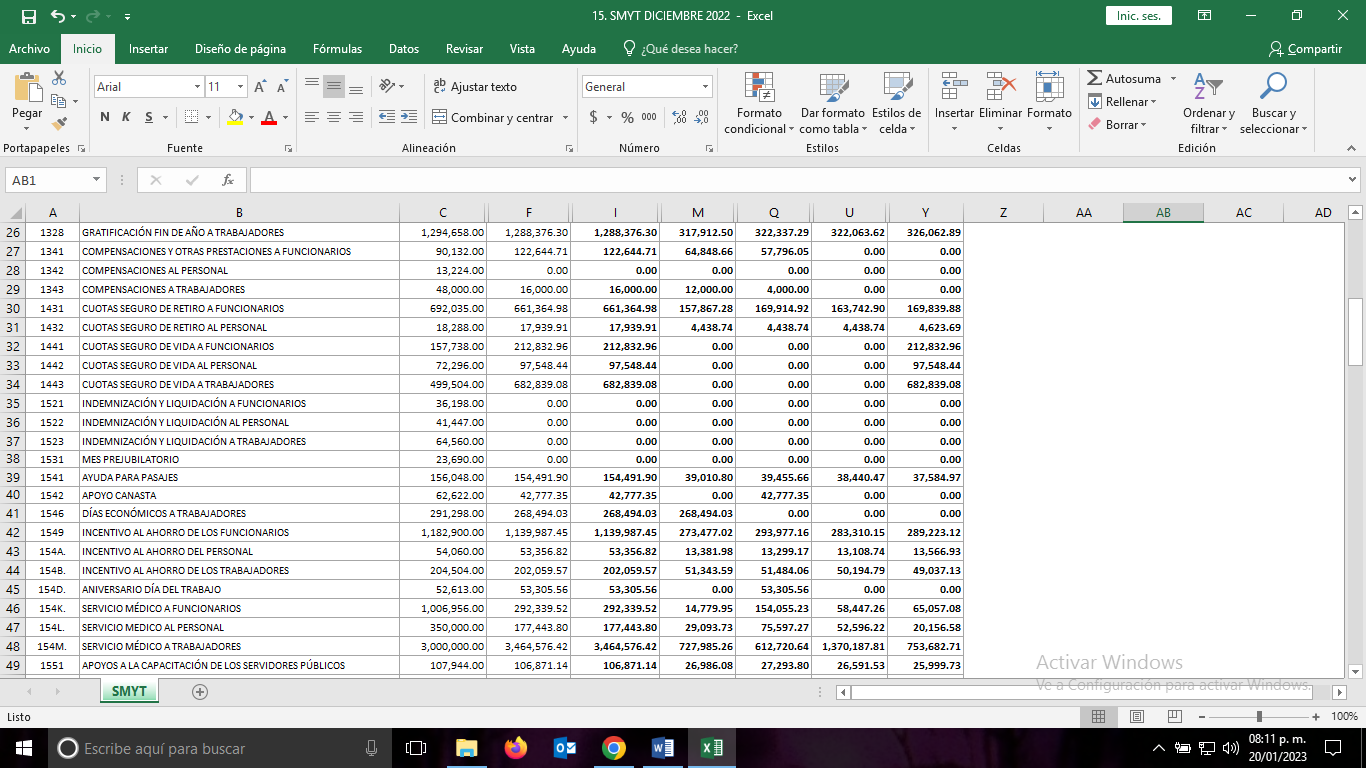 15. SMYT DICIEMBRE 2022 - Excel
Inic. ses.
Archivo Inicio Insertar Diseño de página Fórmulas Datos Revisar Vista Ayuda ¿Qué desea hacer? Compartir
Pegar
Portapapeles
Arial 11 A A
N K S A
Fuente
ab Ajustar texto
Combinar y centrar
Alineación
General
$ % 000
Número
Formato condicional
Dar formato como tabla
Estilos de celda
Estilos
Insertar Eliminar Formato
Celdas
Autosuma
Rellenar
Borrar
Ordenar y filtrar
Buscar y seleccionar
Edición
AB1 fx
A B C F I M Q U Y Z AA AB AC AD
26 1328 GRATIFICACIÓN FIN DE AÑO A TRABAJADORES 1,294,658.00 1,288,376.30 1,288,376.30 317,912.50 322,337.29 322,063.62 326,062.89
27 1341 COMPENSACIONES Y OTRAS PRESTACIONES A FUNCIONARIOS 90,132.00 122,644.71 122,644.71 64,848.66 57,796.05 0.00 0.00
28 1342 COMPENSACIONES AL PERSONAL 13,224.00 0.00 0.00 0.00 0.00 0.00 0.00
29 1343 COMPENSACIONES A TRABAJADORES 48,000.00 16,000.00 16,000.00 12,000.00 4,000.00 0.00 0.00
30 1431 CUOTAS SEGURO DE RETIRO A FUNCIONARIOS 692,035.00 661,364.98 661,364.98 157,867.28 169,914.92 163,742.90 169,839.88
31 1432 CUOTAS SEGURO DE RETIRO AL PERSONAL 18,288.00 17,939.91 17,939.91 4,438.74 4,438.74 4,438.74 4,623.69
32 1441 CUOTAS SEGURO DE VIDA A FUNCIONARIOS 157,738.00 212,832.96 212,832.96 0.00 0.00 0.00 212,832.96
33 1442 CUOTAS SEGURO DE VIDA AL PERSONAL 72,296.00 97,548.44 97,548.44 0.00 0.00 0.00 97,548.44
34 1443 CUOTAS SEGURO DE VIDA A TRABAJADORES 499,504.00 682,839.08 682,839.08 0.00 0.00 0.00 682,839.08
35 1521 INDEMNIZACIÓN Y LIQUIDACIÓN A FUNCIONARIOS 36,198.00 0.00 0.00 0.00 0.00 0.00 0.00
36 1522 INDEMNIZACIÓN Y LIQUIDACIÓN AL PERSONAL 41,447.00 0.00 0.00 0.00 0.00 0.00 0.00
37 1523 INDEMNIZACIÓN Y LIQUIDACIÓN A TRABAJADORES 64,560.00 0.00 0.00 0.00 0.00 0.00 0.00
38 1531 MES PREJUBILATORIO 23,690.00 0.00 0.00 0.00 0.00 0.00 0.00
39 1541 AYUDA PARA PASAJES 156,048.00 154,491.90 154,491.90 39,010.80 39,455.66 38,440.47 37,584.97
40 1542 APOYO CANASTA 62,622.00 42,777.35 42,777.35 0.00 42,777.35 0.00 0.00
41 1546 DÍAS ECONÓMICOS A TRABAJADORES 291,298.00 268,494.03 268,494.03 268,494.03 0.00 0.00 0.00
42 1549 INCENTIVO AL AHORRO DE LOS FUNCIONARIOS 1,182,900.00 1,139,987.45 1,139,987.45 273,477.02 293,977.16 283,310.15 289,223.12
43 154A. INCENTIVO AL AHORRO DEL PERSONAL 54,060.00 53,356.82 53,356.82 13,381.98 13,299.17 13,108.74 13,566.93
44 154B. INCENTIVO AL AHORRO DE LOS TRABAJADORES 204,504.00 202,059.57 202,059.57 51,343.59 51,484.06 50,194.79 49,037.13
45 154D. ANIVERSARIO DÍA DEL TRABAJO 52,613.00 53,305.56 53,305.56 0.00 53,305.56 0.00 0.00
46 154K. SERVICIO MÉDICO A FUNCIONARIOS 1,006,956.00 292,339.52 292,339.52 14,779.95 154,055.23 58,447.26 65,057.08
47 154L. SERVICIO MEDICO AL PERSONAL 350,000.00 177,443.80 177,443.80 29,093.73 75,597.27 52,596.22 20,156.58
48 154M. SERVICIO MÉDICO A TRABAJADORES 3,000,000.00 3,464,576.42 3,464,576.42 727,985.26 612,720.64 1,370,187.81 753,682.71
49 1551 APOYOS A LA CAPACITACIÓN DE LOS SERVIDORES PÚBLICOS 107,944.00 106,871.14 106,871.14 26,986.08 27,293.80 26,591.53 25,999.73
Activar Windows
Ve a Configuración para activar Windows.
SMYT
Listo 100%
Escribe aquí para buscar
08:11 p. m.
20/01/2023